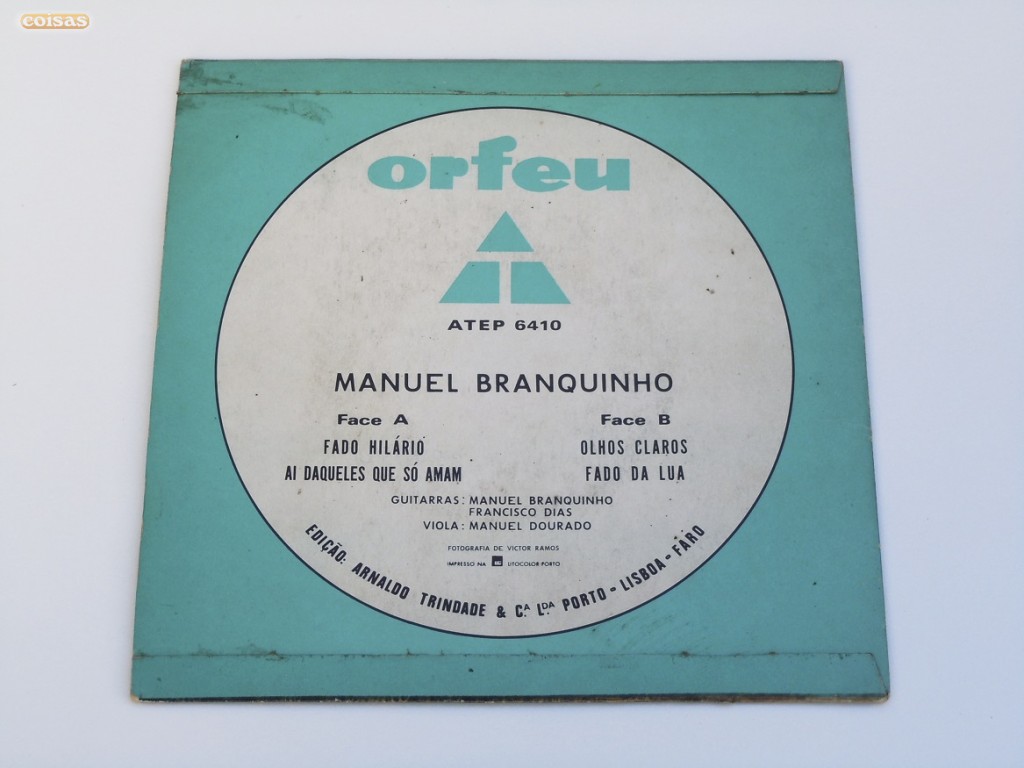 coisas
orfeu
ATEP 6410
MANUEL BRANQUINHO
Face A
FADO HILÁRIO
AI DAQUELES QUE SÓ AMAM
Face B
OLHOS CLAROS
FADO DA LUA
GUITARRAS: MANUEL BRANQUINHO
FRANCISCO DIAS
VIOLA: MANUEL DOURADO
FOTOGRAFIA DE VICTOR RAMOS
IMPRESSO NA LITOCOLOR-PORTO
EDIÇÃO: ARNALDO TRINDADE & CA. LDA. PORTO - LISBOA - FARO